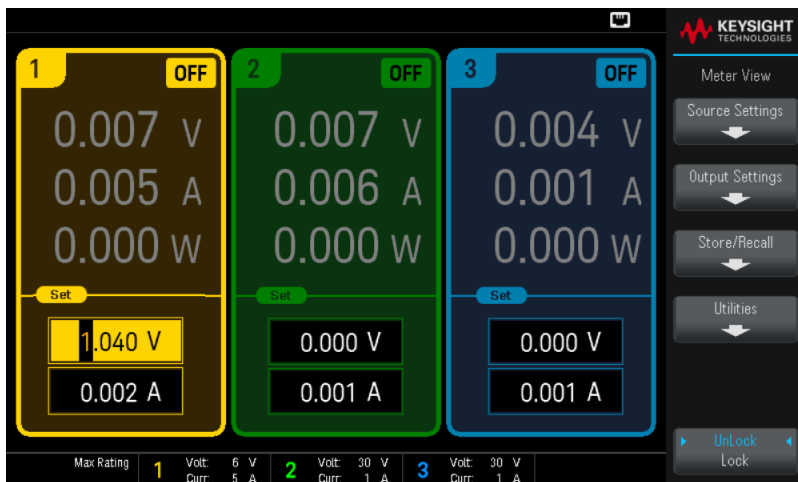 KEYSIGHT
TECHNOLOGIES
Meter View
Source Settings
Output Settings
Store/Recall
Utilities
UnLock
Lock
1 OFF
0.007 V
0.005 A
0.000 W
Set
1.040 V
0.002 A
2 OFF
0.007 V
0.006 A
0.000 W
Set
0.000 V
0.001 A
3 OFF
0.004 V
0.001 A
0.000 W
Set
0.000 V
0.001 A
Max Rating
1 Volt: 6 V
Curr: 5 A
2 Volt: 30 V
Curr: 1 A
3 Volt: 30 V
Curr: 1 A